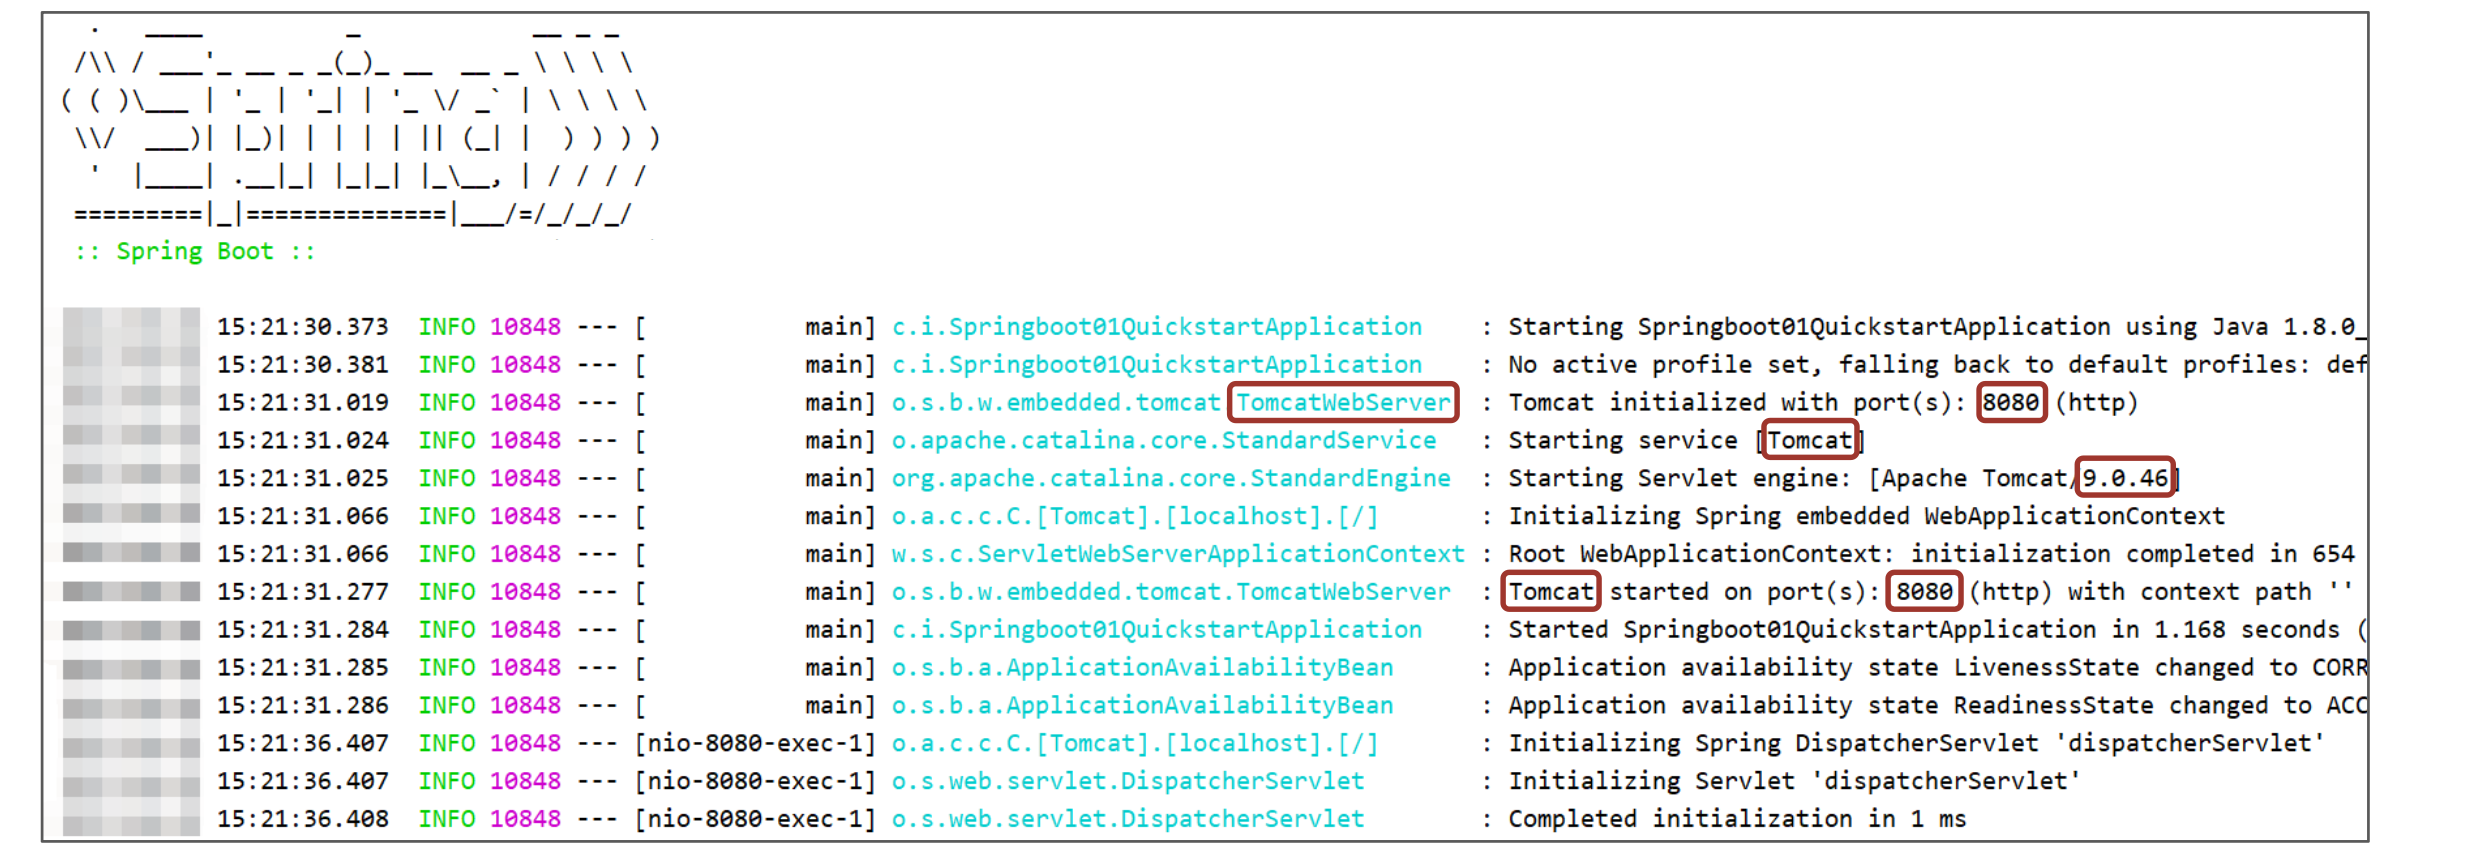 .   ____          _            __ _ _
 /\\ / ___'_ __ _ _(_)_ __  __ _ \ \ \ \
( ( )\___ | '_ | '_| | '_ \/ _` | \ \ \ \
 \\/  ___)| |_)| | | | | || (_| |  ) ) ) )
  '  |____| .__|_| |_|_| |_\__, | / / / /
 =========|_|==============|___/=/_/_/_/
 :: Spring Boot ::
15:21:30.373  INFO 10848 --- [           main] c.i.Springboot01QuickstartApplication    : Starting Springboot01QuickstartApplication using Java 1.8.0_
15:21:30.381  INFO 10848 --- [           main] c.i.Springboot01QuickstartApplication    : No active profile set, falling back to default profiles: def
15:21:31.019  INFO 10848 --- [           main] o.s.b.w.embedded.tomcat TomcatWebServer  : Tomcat initialized with port(s): 8080 (http)
15:21:31.024  INFO 10848 --- [           main] o.apache.catalina.core.StandardService   : Starting service [Tomcat]
15:21:31.025  INFO 10848 --- [           main] org.apache.catalina.core.StandardEngine  : Starting Servlet engine: [Apache Tomcat/9.0.46]
15:21:31.066  INFO 10848 --- [           main] o.a.c.c.C.[Tomcat].[localhost].[/]       : Initializing Spring embedded WebApplicationContext
15:21:31.066  INFO 10848 --- [           main] w.s.c.ServletWebServerApplicationContext : Root WebApplicationContext: initialization completed in 654
15:21:31.277  INFO 10848 --- [           main] o.s.b.w.embedded.tomcat.TomcatWebServer  : Tomcat started on port(s): 8080 (http) with context path ''
15:21:31.284  INFO 10848 --- [           main] c.i.Springboot01QuickstartApplication    : Started Springboot01QuickstartApplication in 1.168 seconds (
15:21:31.285  INFO 10848 --- [           main] o.s.b.a.ApplicationAvailabilityBean      : Application availability state LivenessState changed to CORR
15:21:31.286  INFO 10848 --- [           main] o.s.b.a.ApplicationAvailabilityBean      : Application availability state ReadinessState changed to ACC
15:21:36.407  INFO 10848 --- [nio-8080-exec-1] o.a.c.c.C.[Tomcat].[localhost].[/]       : Initializing Spring DispatcherServlet 'dispatcherServlet'
15:21:36.407  INFO 10848 --- [nio-8080-exec-1] o.s.web.servlet.DispatcherServlet        : Initializing Servlet 'dispatcherServlet'
15:21:36.408  INFO 10848 --- [nio-8080-exec-1] o.s.web.servlet.DispatcherServlet        : Completed initialization in 1 ms